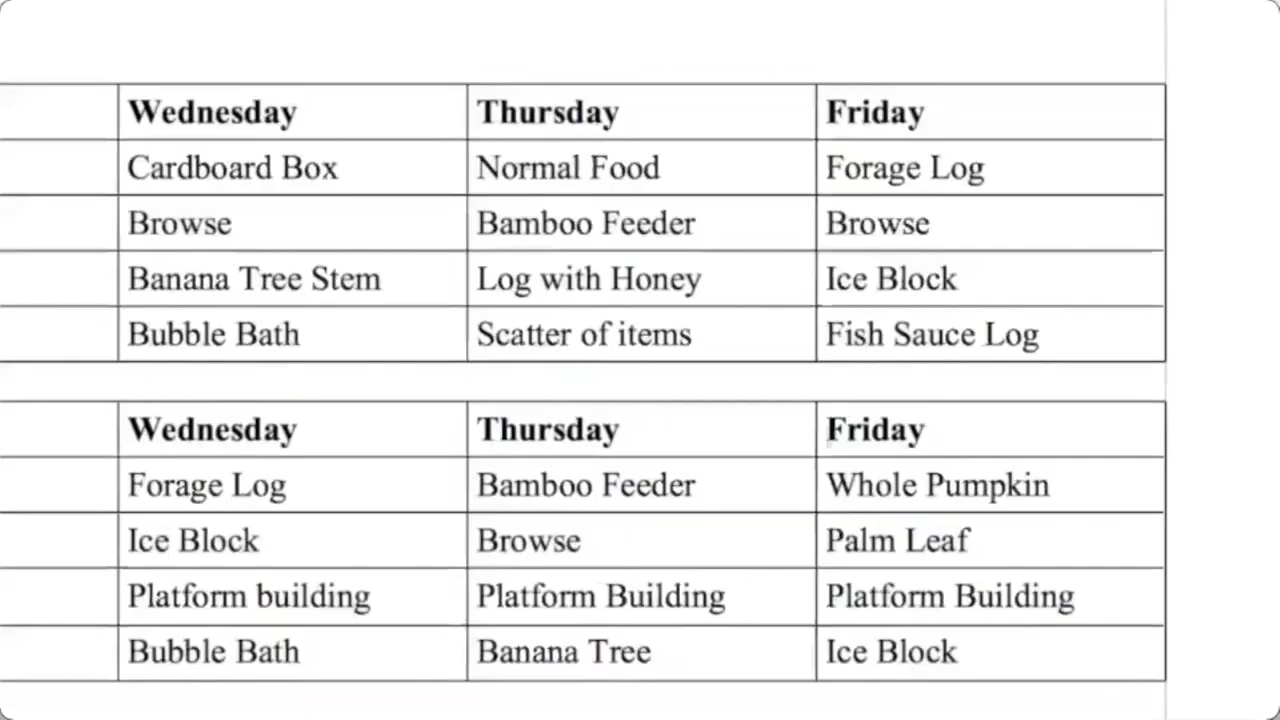 Wednesday Thursday Friday
Cardboard Box Normal Food Forage Log
Browse Bamboo Feeder Browse
Banana Tree Stem Log with Honey Ice Block
Bubble Bath Scatter of items Fish Sauce Log
Wednesday Thursday Friday
Forage Log Bamboo Feeder Whole Pumpkin
Ice Block Browse Palm Leaf
Platform building Platform Building Platform Building
Bubble Bath Banana Tree Ice Block